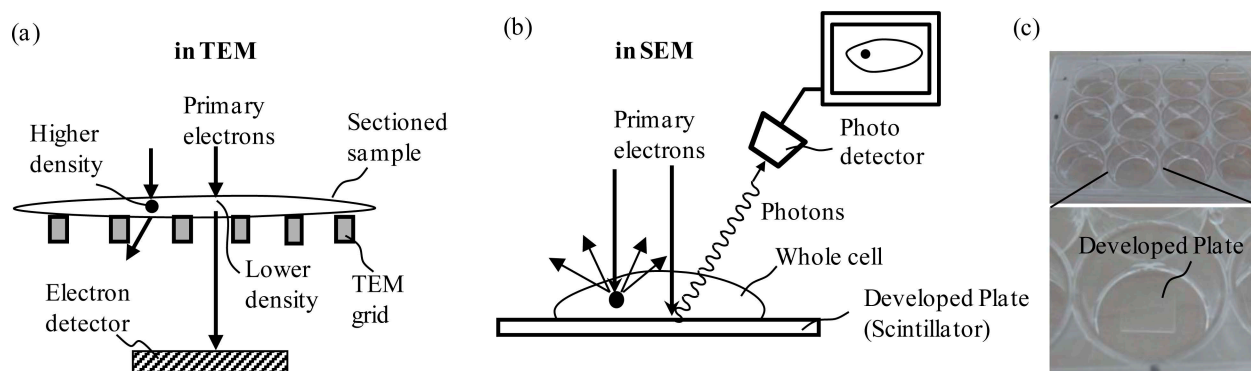 (a)
in TEM
Higher
density
Primary
electrons
Sectioned
sample
Lower
density
TEM
grid
Electron
detector
(b)
in SEM
Primary
electrons
Photo
detector
Photons
Whole cell
Developed Plate
(Scintillator)
(c)
Developed Plate